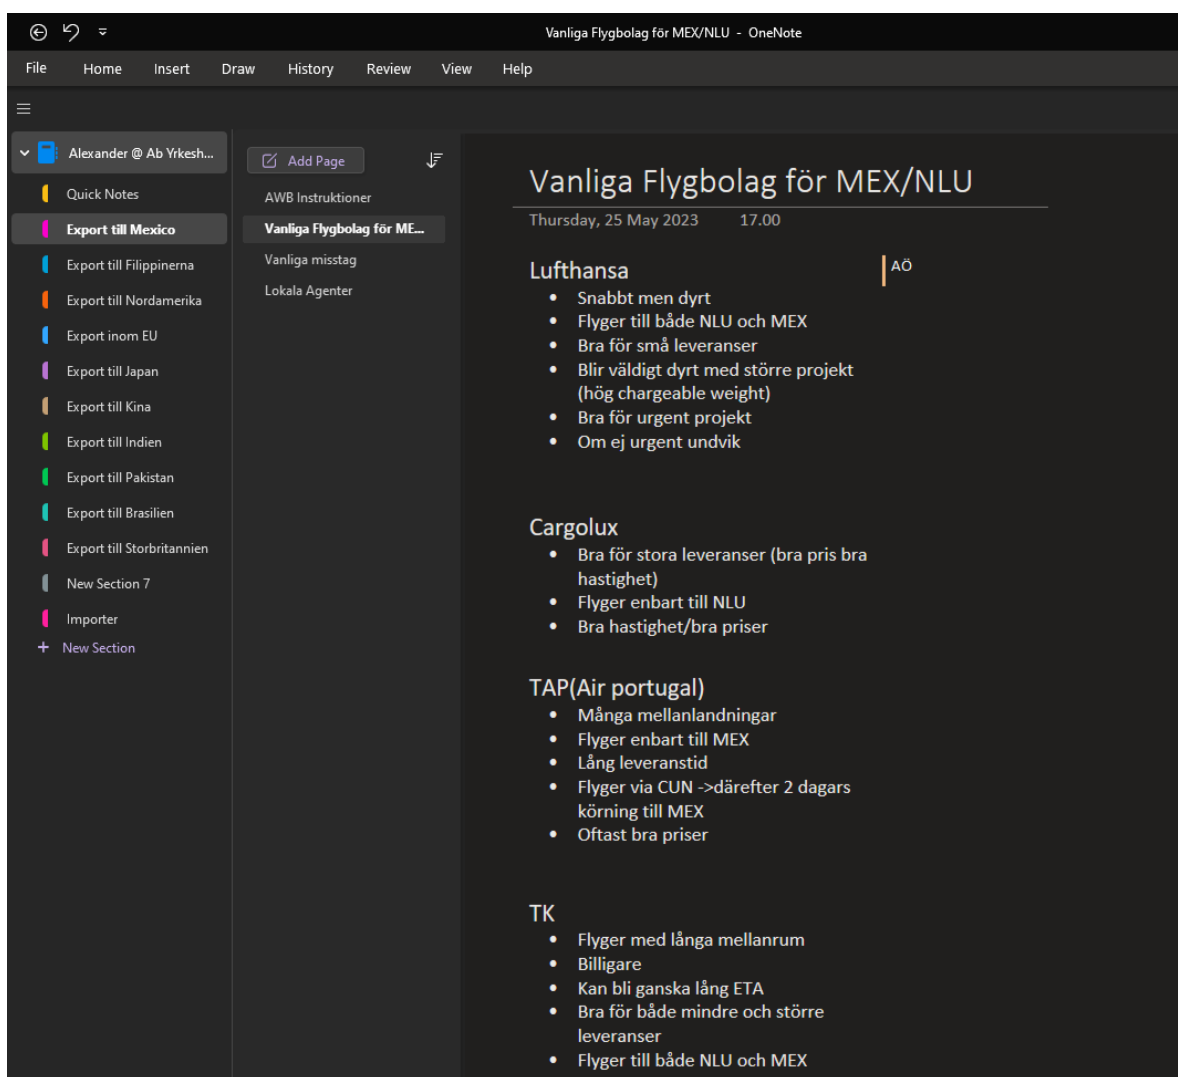 Vanliga Flygbolag för MEX/NLU - OneNote
File Home Insert Draw History Review View Help
Alexander @ Ab Yrkesh...
Quick Notes
Export till Mexico
Export till Filippinerna
Export till Nordamerika
Export inom EU
Export till Japan
Export till Kina
Export till Indien
Export till Pakistan
Export till Brasilien
Export till Storbritannien
New Section 7
Importer
+ New Section
Add Page
AWB Instruktioner
Vanliga Flygbolag för ME...
Vanliga misstag
Lokala Agenter
Vanliga Flygbolag för MEX/NLU
Thursday, 25 May 2023 17.00
Lufthansa
AÖ
• Snabbt men dyrt
• Flyger till både NLU och MEX
• Bra för små leveranser
• Blir väldigt dyrt med större projekt
(hög chargeable weight)
• Bra för urgent projekt
• Om ej urgent undvik
Cargolux
• Bra för stora leveranser (bra pris bra
hastighet)
• Flyger enbart till NLU
• Bra hastighet/bra priser
TAP(Air portugal)
• Många mellanlandningar
• Flyger enbart till MEX
• Lång leveranstid
• Flyger via CUN ->därefter 2 dagars
körning till MEX
• Oftast bra priser
TK
• Flyger med långa mellanrum
• Billigare
• Kan bli ganska lång ETA
• Bra för både mindre och större
leveranser
• Flyger till både NLU och MEX